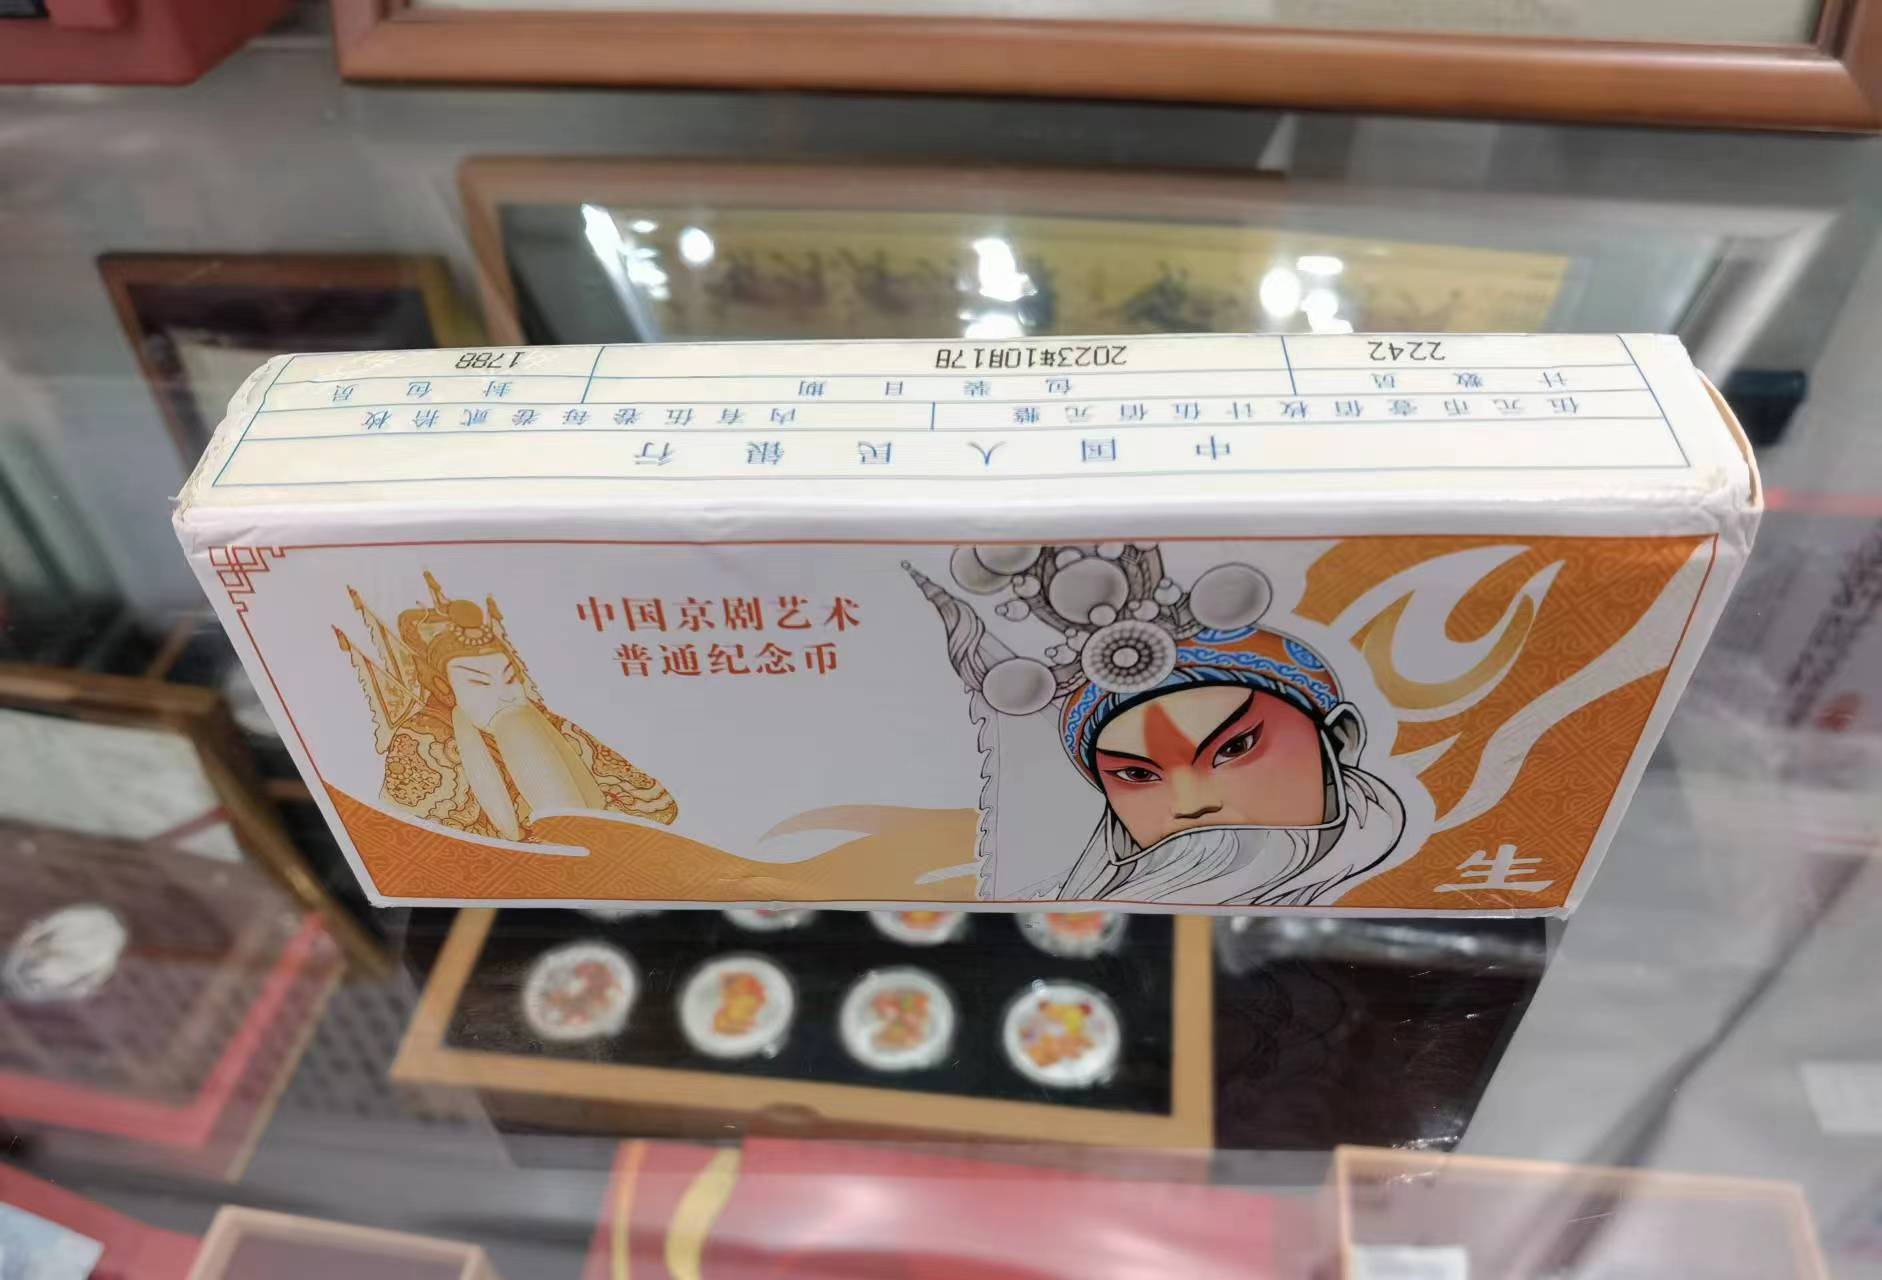 中国人民银行
伍元币壹佰枚计伍佰元整 内有伍卷每卷贰拾枚
计数员 包装日期 封包员
2242 2023年10月17日 1788
中国京剧艺术
普通纪念币
生